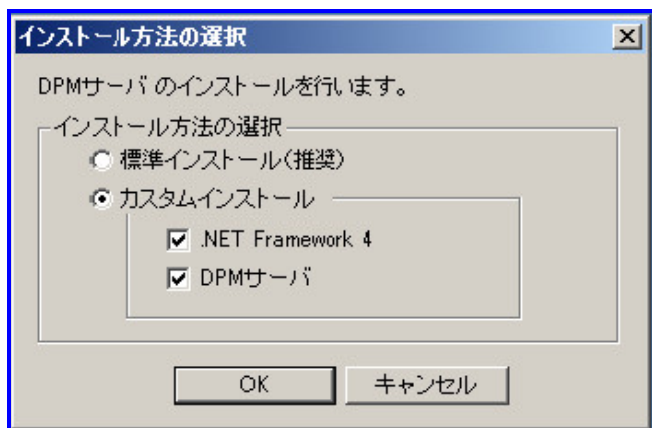 インストール方法の選択
DPMサーバ のインストールを行います。
インストール方法の選択
標準インストール(推奨)
カスタムインストール
.NET Framework 4
DPMサーバ
OK キャンセル